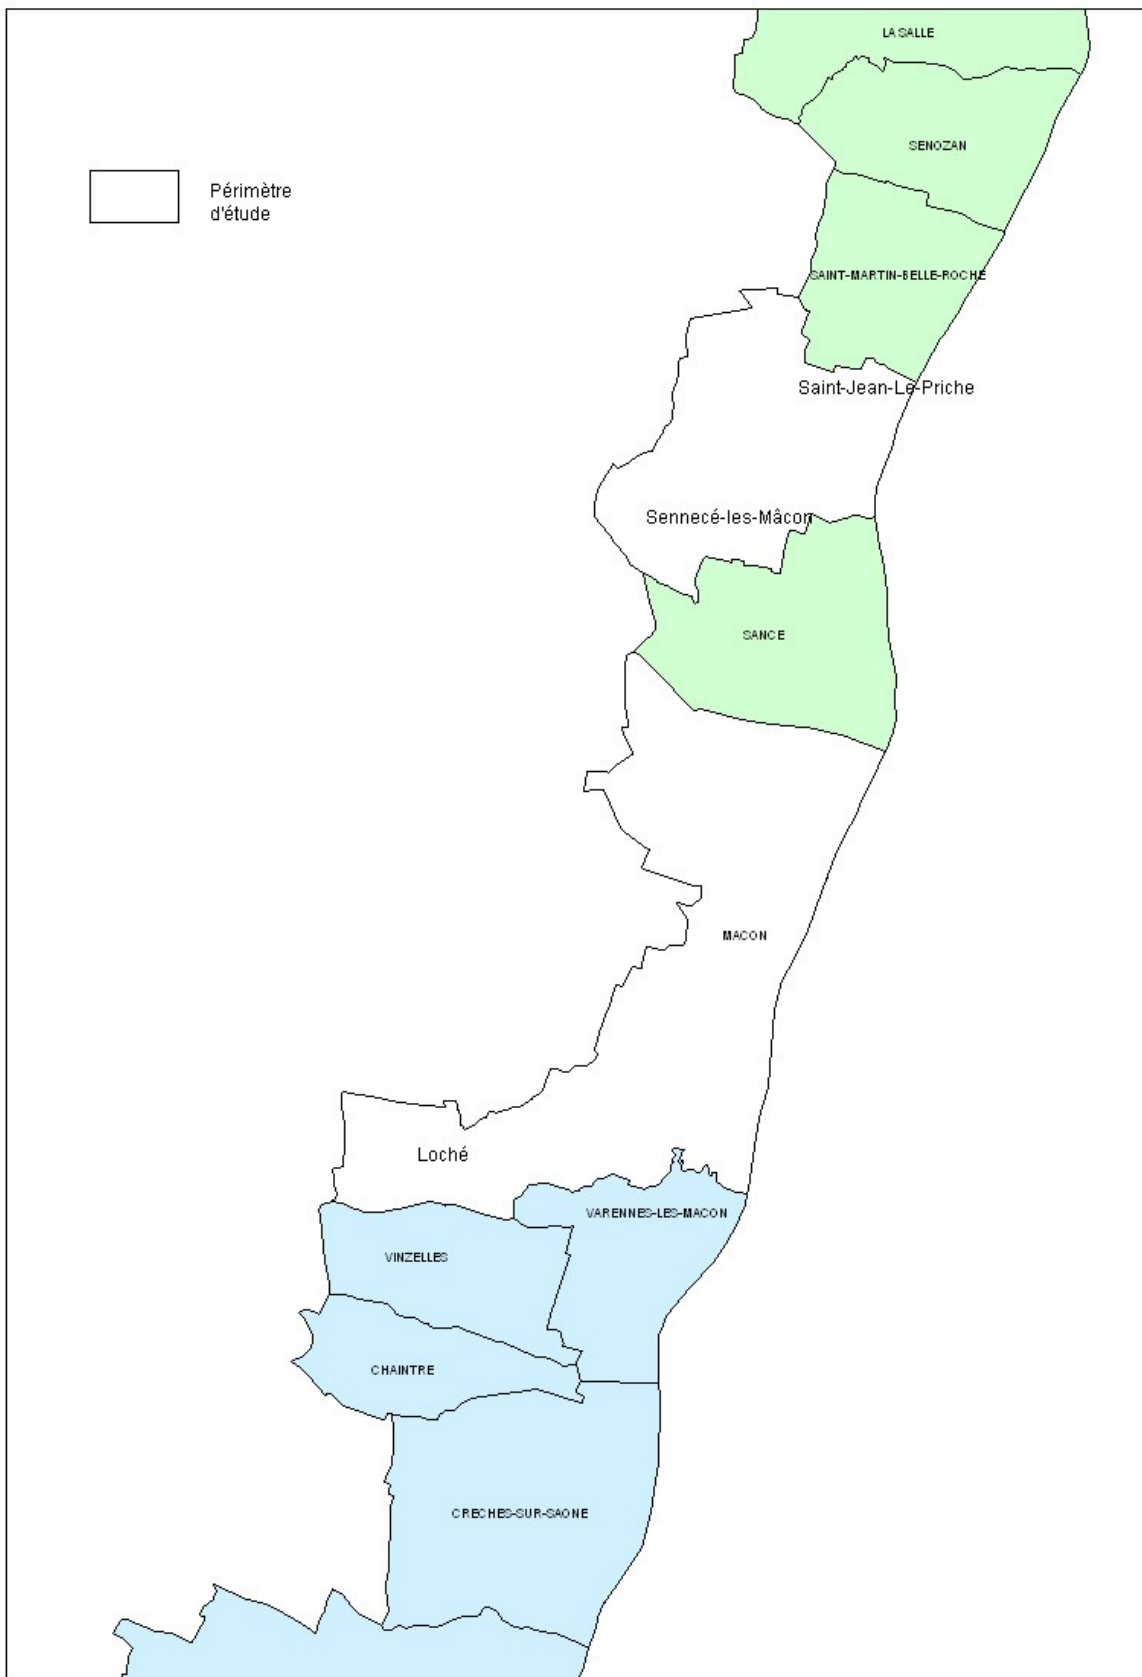 LA SALLE
SENOZAN
Périmètre
d'étude
SAINT-MARTIN-BELLE-ROCHE
Saint-Jean-Le-Priche
Sennecé-les-Mâcon
SANCE
MACON
Loché
VARENNES-LES-MACON
VINZELLES
CHAINTRE
CRECHES-SUR-SAONE